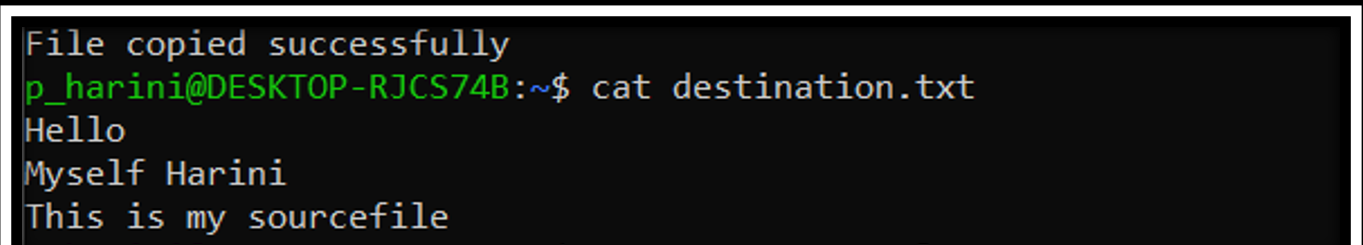 File copied successfully
p_harini@DESKTOP-RJCS74B:~$ cat destination.txt
Hello
Myself Harini
This is my sourcefile